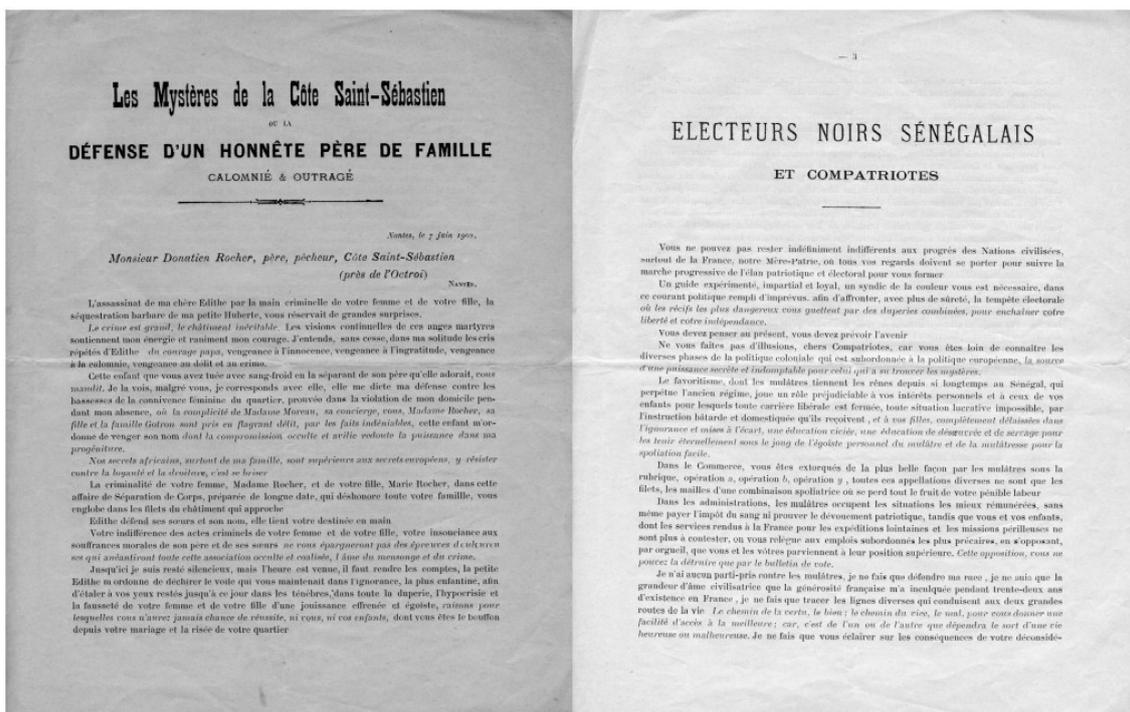 Les Mystères de la Côte Saint-Sébastien
OU LA
DÉFENSE D'UN HONNÊTE PÈRE DE FAMILLE
CALOMNIÉ & OUTRAGÉ
Nantes, le 7 juin 1902,
Monsieur Donatien Rocher, père, pêcheur, Côte Saint-Sébastien
(près de l'Octroi)
NANTES.
L'assassinat de ma chère Edithe par la main criminelle de votre femme et de votre fille, la
séquestration barbare de ma petite Huberte, vous réservait de grandes surprises.
Le crime est grand, le châtiment inévitable. Les visions continuelles de ces anges martyrs
soutiennent mon énergie et raniment mon courage. J'entends, sans cesse, dans ma solitude les cris
répétés d'Edithe du courage papa, vengeance à l'innocence, vengeance à l'ingratitude, vengeance
à la calomnie, vengeance au délit et au crime.
Cette enfant que vous avez tuée avec sang-froid en la séparant de son père qu'elle adorait, vous
maudit. Je la vois, malgré vous, je corresponds avec elle, elle me dicte ma défense contre les
bassesses de la connivence féminine du quartier, prouvée dans la violation de mon domicile pen-
dant mon absence, où la complicité de Madame Moreau, sa concierge, vous, Madame Rocher, sa
fille et la famille Gotron sont pris en flagrant délit, par les faits indéniables, cette enfant m'or-
donne de venger son nom dont la compromission occulte et avilie redoute la puissance dans ma
progéniture.
Nos secrets africains, surtout de ma famille, sont supérieurs aux secrets européens, y résister
contre la loyauté et la droiture, c'est se briser
La criminalité de votre femme, Madame Rocher, et de votre fille, Marie Rocher, dans cette
affaire de Séparation de Corps, préparée de longue date, qui déshonore toute votre famillle, vous
englobe dans les filets du châtiment qui approche
Edithe défend ses sœurs et son nom, elle tient votre destinée en main
Votre indifférence des actes criminels de votre femme et de votre fille, votre insouciance aux
souffrances morales de son père et de ses sœurs ne vous épargneront pas des épreuves
ses qui anéantiront toute cette association occulte et coalisée, l'âme du mensonge et du crime.
Jusqu'ici je suis resté silencieux, mais l'heure est venue, il faut rendre les comptes, la petite
Edithe m ordonne de déchirer le voile qui vous maintenait dans l'ignorance, la plus enfantine, afin
d'étaler à vos yeux restés jusqu'à ce jour dans les ténèbres, dans toute la duperie, l'hypocrisie et
la fausseté de votre femme et de votre fille d'une jouissance effrenée et égoïste, raisons pour
lesquelles vous n'aurez jamais chance de réussite, ni vous, ni vos enfants, dont vous êtes le bouffon
depuis votre mariage et la risée de votre quartier
— 3
ELECTEURS NOIRS SÉNÉGALAIS
ET COMPATRIOTES
Vous ne pouvez pas rester indéfiniment indifférents aux progrès des Nations civilisées,
surtout de la France, notre Mère-Patrie, où tous vos regards doivent se porter pour suivre la
marche progressive de l'élan patriotique et électoral pour vous former
Un guide expérimenté, impartial et loyal, un syndic de la couleur vous est nécessaire, dans
ce courant politique rempli d'imprévus. afin d'affronter, avec plus de sûreté, la tempête électorale
où les récifs les plus dangereux vous guettent par des duperies combinées, pour enchaîner votre
liberté et votre indépendance.
Vous devez penser au présent, vous devez prévoir l'avenir
Ne vous faites pas d'illusions, chers Compatriotes, car vous êtes loin de connaître les
diverses phases de la politique coloniale qui est subordonnée à la politique européenne, la source
d'une puissance secrète et indomptable pour celui qui a su trouver les mystères.
Le favoritisme, dont les mulâtres tiennent les rênes depuis si longtemps au Sénégal, qui
perpétue l'ancien régime, joue un rôle préjudiciable à vos intérêts personnels et à ceux de vos
enfants pour lesquels toute carrière libérale est fermée, toute situation lucrative impossible, par
l'instruction bâtarde et domestiquée qu'ils reçoivent, et à vos filles, complètement délaissées dans
l'ignorance et mises à l'écart, une éducation viciée, une éducation de désœuvrée et de servage pour
les tenir éternellement sous le joug de l'égoïste personnel du mulâtre et de la mulâtresse pour la
spoliation facile.
Dans le Commerce, vous êtes extorqués de la plus belle façon par les mulâtres sous la
rubrique, opération a, opération b, opération y, toutes ces appellations diverses ne sont que les
filets, les mailles d'une combinaison spoliatrice où se perd tout le fruit de votre pénible labeur
Dans les administrations, les mulâtres occupent les situations les mieux rémunérées, sans
même payer l'impôt du sang ni prouver le dévouement patriotique, tandis que vous et vos enfants,
dont les services rendus à la France pour les expéditions lointaines et les missions périlleuses ne
sont plus à contester, on vous relègue aux emplois subordonnés les plus précaires, en s'opposant,
par orgueil, que vous et les vôtres parviennent à leur position supérieure. Cette opposition, vous ne
pouvez la détruire que par le bulletin de vote.
Je n'ai aucun parti-pris contre les mulâtres, je ne fais que défendre ma race, je ne suis que la
grandeur d'âme civilisatrice que la générosité française m'a inculquée pendant trente-deux ans
d'existence en France, je ne fais que tracer les lignes diverses qui conduisent aux deux grandes
routes de la vie Le chemin de la vertu, le bien ; le chemin du vice, le mal, pour vous donner une
facilité d'accès à la meilleure ; car, c'est de l'un ou de l'autre que dépendra le sort d'une vie
heureuse ou malheureuse. Je ne fais que vous éclairer sur les conséquences de votre déconsidé-